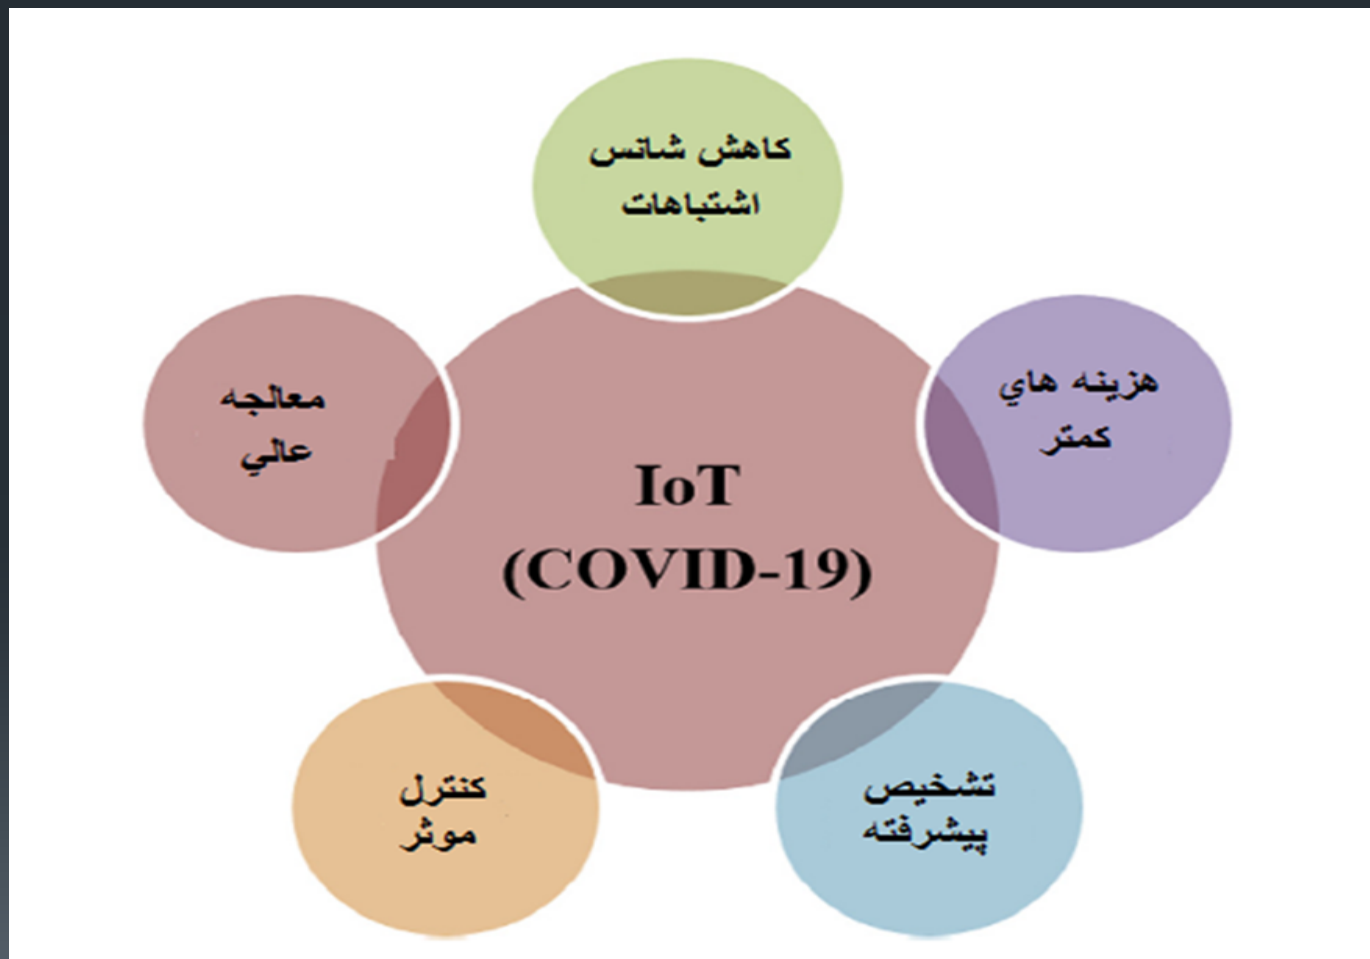 کاهش شانس
اشتباهات
هزینه هاي
کمتر
معالجه
عالي
IoT
(COVID-19)
تشخیص
پیشرفته
کنترل
موثر